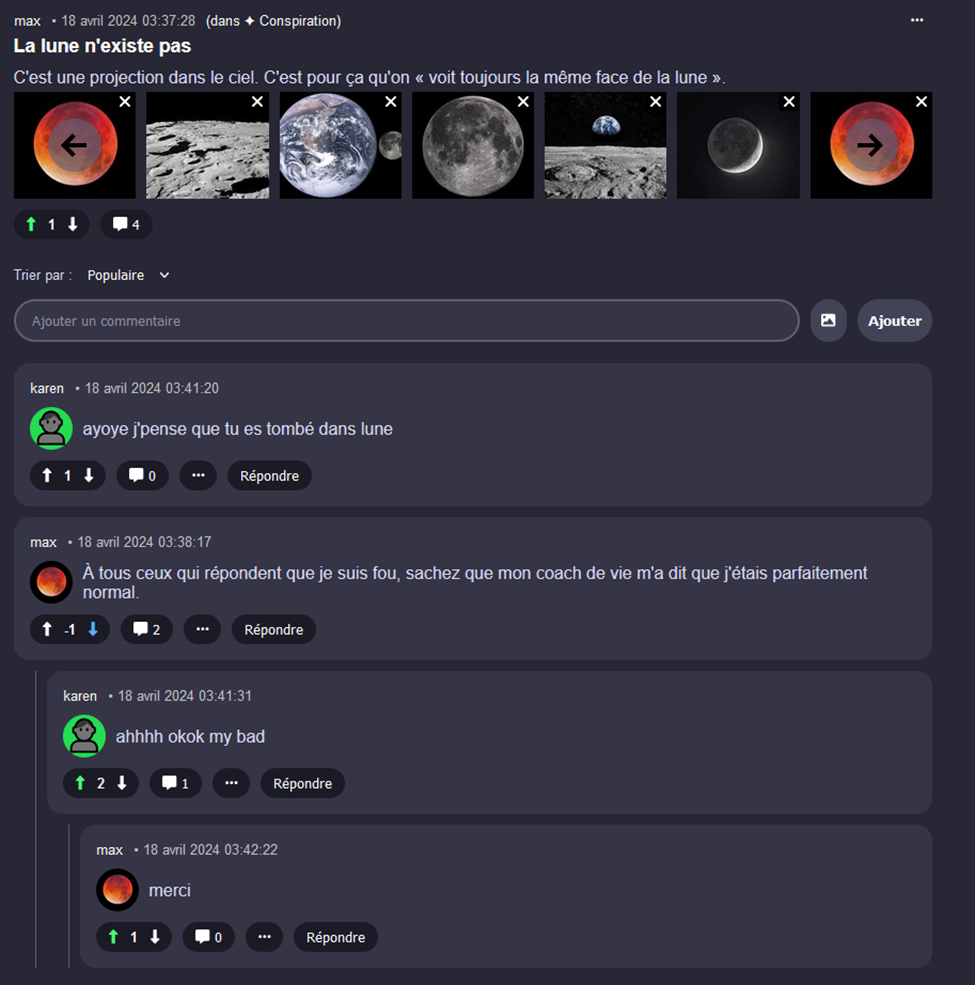 max • 18 avril 2024 03:37:28 (dans ✦ Conspiration)
La lune n'existe pas
C'est une projection dans le ciel. C'est pour ça qu'on « voit toujours la même face de la lune ».
1 4
Trier par : Populaire
Ajouter un commentaire Ajouter
karen • 18 avril 2024 03:41:20
ayoye j'pense que tu es tombé dans lune
1 0 Répondre
max • 18 avril 2024 03:38:17
À tous ceux qui répondent que je suis fou, sachez que mon coach de vie m'a dit que j'étais parfaitement
normal.
-1 2 Répondre
karen • 18 avril 2024 03:41:31
ahhhh okok my bad
2 1 Répondre
max • 18 avril 2024 03:42:22
merci
1 0 Répondre